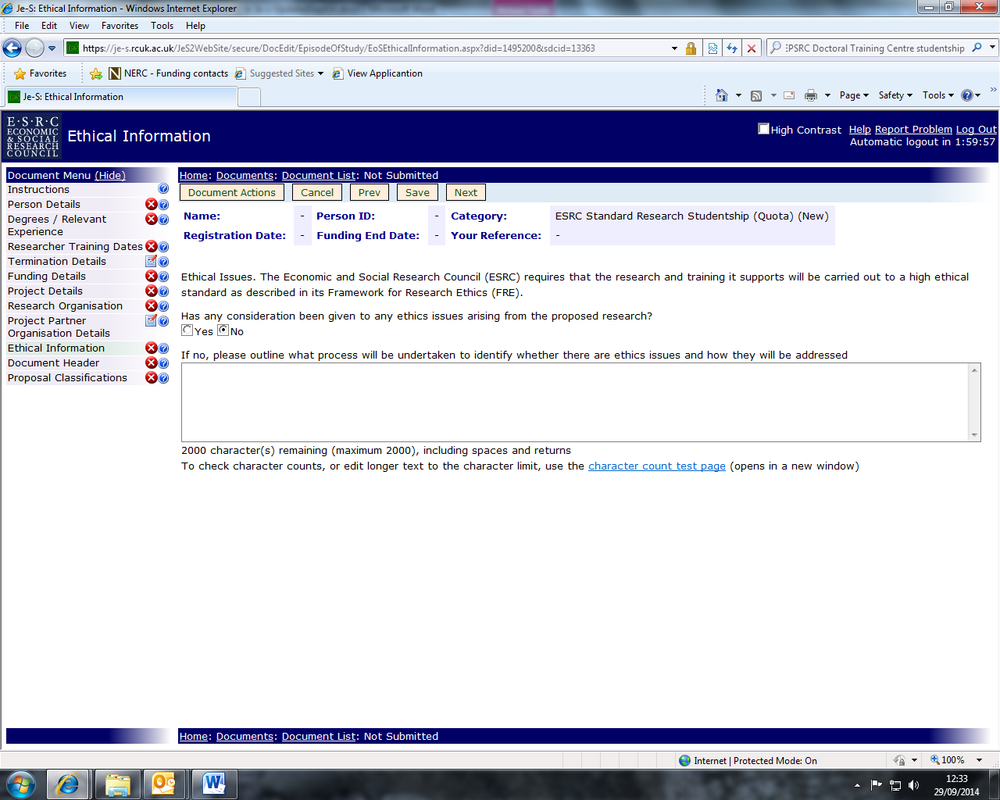 Je-S: Ethical Information - Windows Internet Explorer
File Edit View Favorites Tools Help
https://je-s.rcuk.ac.uk/JeS2WebSite/secure/DocEdit/EpisodeOfStudy/EoSEthicalInformation.aspx?did=1495200&sdcid=13363
EPSRC Doctoral Training Centre studentship
Favorites NERC - Funding contacts Suggested Sites View Applicantion
Je-S: Ethical Information
Page Safety Tools
E·S·R·C
ECONOMIC
& SOCIAL
RESEARCH
COUNCIL
Ethical Information
High Contrast Help Report Problem Log Out
Automatic logout in 1:59:57
Document Menu (Hide)
Instructions
Person Details
Degrees / Relevant
Experience
Researcher Training Dates
Termination Details
Funding Details
Project Details
Research Organisation
Project Partner
Organisation Details
Ethical Information
Document Header
Proposal Classifications
Home: Documents: Document List: Not Submitted
Document Actions Cancel Prev Save Next
Name: - Person ID: - Category: ESRC Standard Research Studentship (Quota) (New)
Registration Date: - Funding End Date: - Your Reference: -
Ethical Issues. The Economic and Social Research Council (ESRC) requires that the research and training it supports will be carried out to a high ethical
standard as described in its Framework for Research Ethics (FRE).
Has any consideration been given to any ethics issues arising from the proposed research?
Yes No
If no, please outline what process will be undertaken to identify whether there are ethics issues and how they will be addressed
2000 character(s) remaining (maximum 2000), including spaces and returns
To check character counts, or edit longer text to the character limit, use the character count test page (opens in a new window)
Home: Documents: Document List: Not Submitted
Internet | Protected Mode: On
100%
12:33
29/09/2014